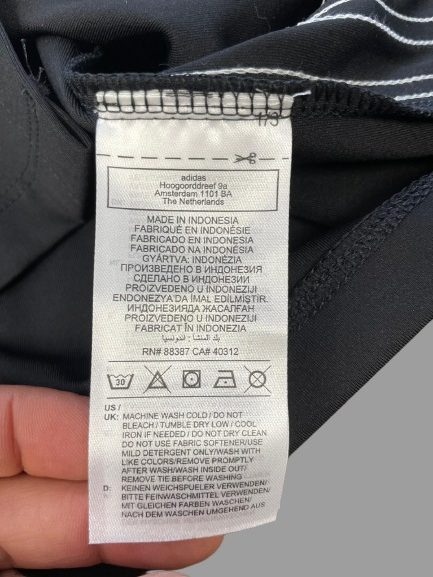 1/3
adidas
Hoogoorddreef 9a
Amsterdam 1101 BA
The Netherlands
MADE IN INDONESIA
FABRIQUÉ EN INDONÉSIE
FABRICADO EN INDONESIA
FABRICADO NA INDONÉSIA
GYÁRTVA: INDONÉZIA
ПРОИЗВЕДЕНО В ИНДОНЕЗИЯ
СДЕЛАНО В ИНДОНЕЗИИ
PROIZVEDENO U INDONEZIJI
ENDONEZYA'DA İMAL EDİLMİŞTİR.
ИНДОНЕЗИЯДА ЖАСАЛҒАН
PROIZVEDENO U INDONEZIJI
FABRICAT ÎN INDONEZIA
بلد المنشأ : اندونيسيا
RN# 88387 CA# 40312
30
US /
UK: MACHINE WASH COLD / DO NOT
BLEACH / TUMBLE DRY LOW / COOL
IRON IF NEEDED / DO NOT DRY CLEAN
DO NOT USE FABRIC SOFTENER/USE
MILD DETERGENT ONLY/WASH WITH
LIKE COLORS/REMOVE PROMPTLY
AFTER WASH/WASH INSIDE OUT/
REMOVE TIE BEFORE WASHING
D: KEINEN WEICHSPUELER VERWENDEN/
BITTE FEINWASCHMITTEL VERWENDEN/
MIT GLEICHEN FARBEN WASCHEN/
NACH DEM WASCHEN UMGEHEND AUS